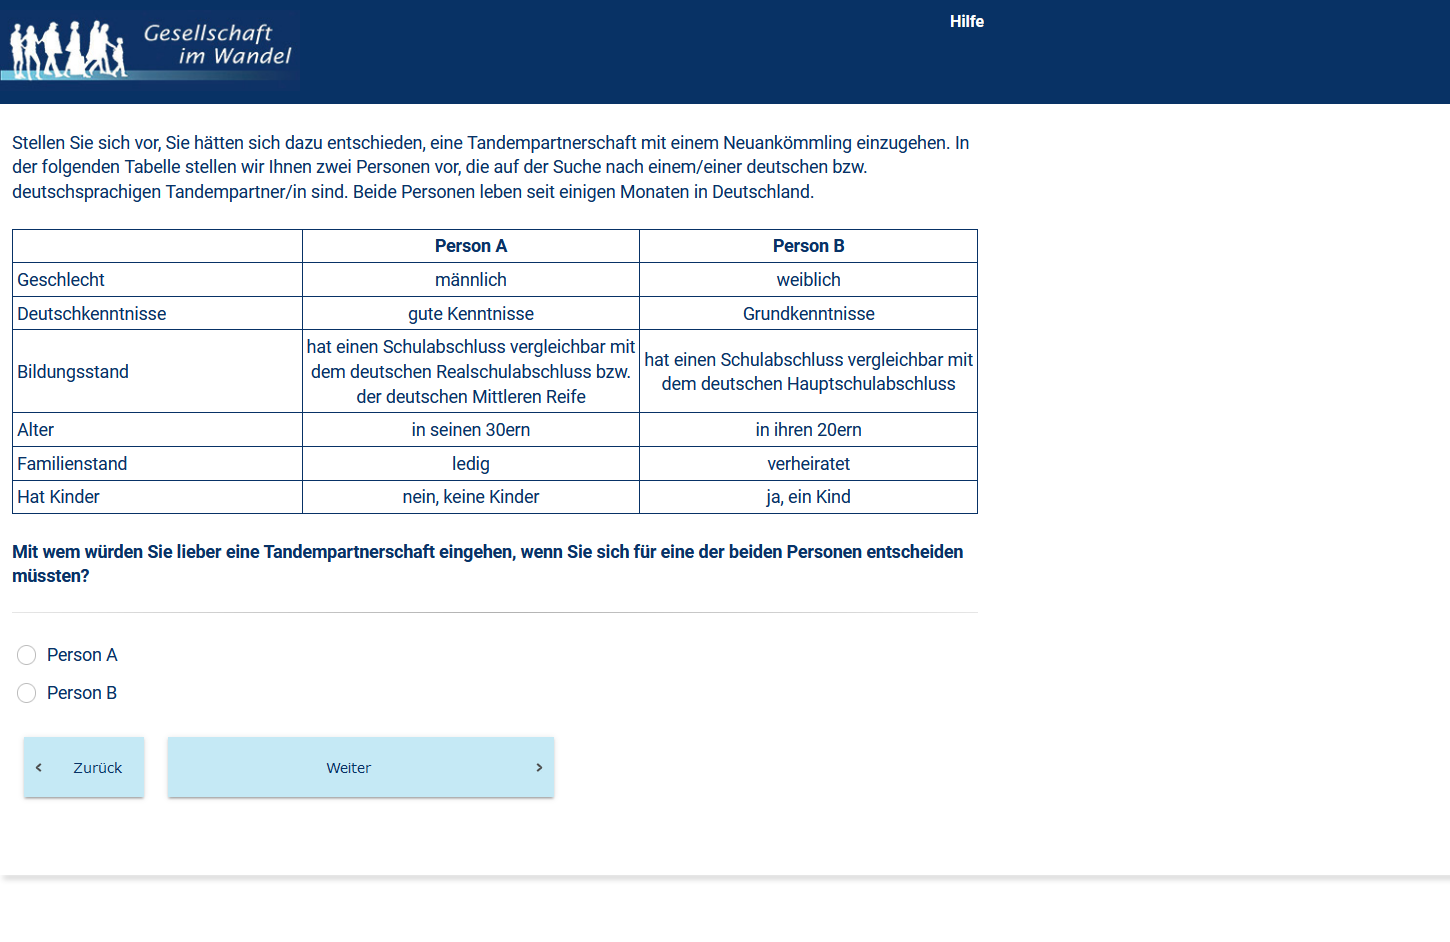 Gesellschaft
im Wandel
Hilfe
Stellen Sie sich vor, Sie hätten sich dazu entschieden, eine Tandempartnerschaft mit einem Neuankömmling einzugehen. In
der folgenden Tabelle stellen wir Ihnen zwei Personen vor, die auf der Suche nach einem/einer deutschen bzw.
deutschsprachigen Tandempartner/in sind. Beide Personen leben seit einigen Monaten in Deutschland.
Person A Person B
Geschlecht männlich weiblich
Deutschkenntnisse gute Kenntnisse Grundkenntnisse
Bildungsstand
hat einen Schulabschluss vergleichbar mit
dem deutschen Realschulabschluss bzw.
der deutschen Mittleren Reife
hat einen Schulabschluss vergleichbar mit
dem deutschen Hauptschulabschluss
Alter in seinen 30ern in ihren 20ern
Familienstand ledig verheiratet
Hat Kinder nein, keine Kinder ja, ein Kind
Mit wem würden Sie lieber eine Tandempartnerschaft eingehen, wenn Sie sich für eine der beiden Personen entscheiden
müssten?
Person A
Person B
Zurück Weiter